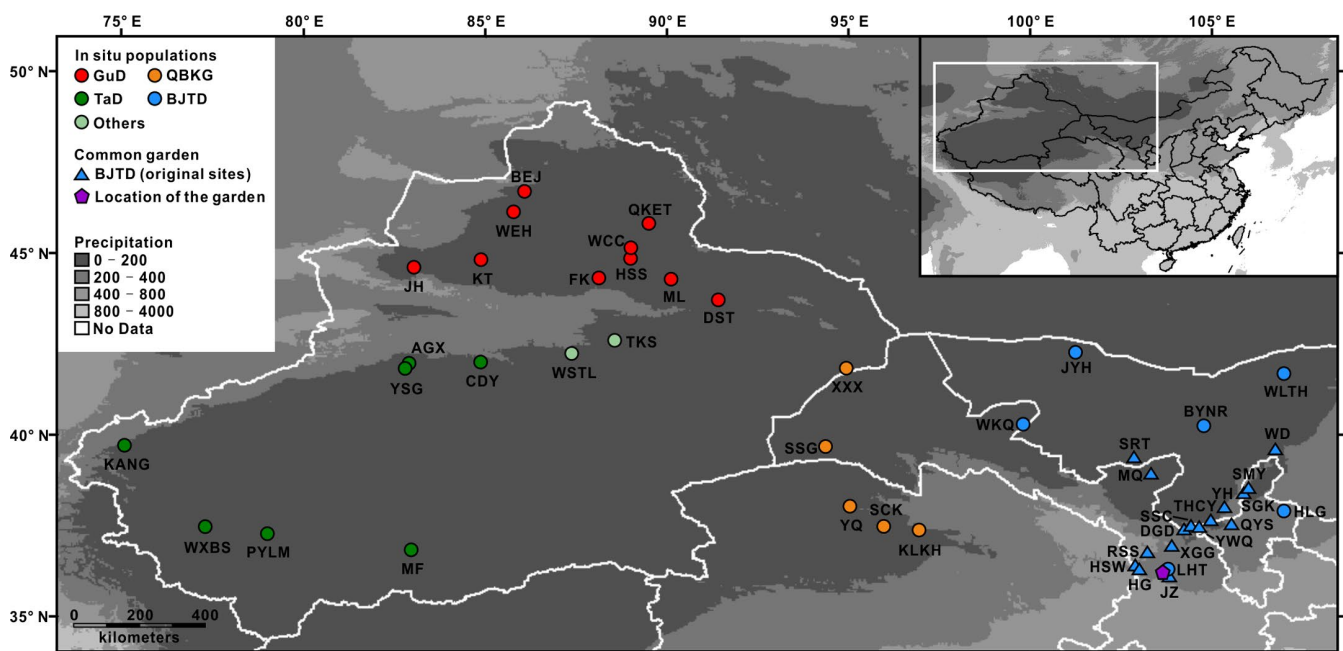 75° E 80° E 85° E 90° E 95° E 100° E 105° E
50° N
45° N
40° N
35° N
In situ populations
GuD QBKG
TaD BJTD
Others
Common garden
BJTD (original sites)
Location of the garden
Precipitation
0 – 200
200 – 400
400 – 800
800 – 4000
No Data
BEJ
WEH
QKET
WCC
HSS
JH
KT
FK
ML
DST
AGX
YSG
CDY
WSTL
TKS
KANG
WXBS
PYLM
MF
XXX
SSG
YQ
SCK
KLKH
JYH
WLTH
WKQ
BYNR
SRT
MQ
WD
SMY
YH
SGK
HLG
THCY
SSC
QYS
DGD
YWQ
RSS
XGG
HSW
HG
LHT
JZ
0 200 400
kilometers